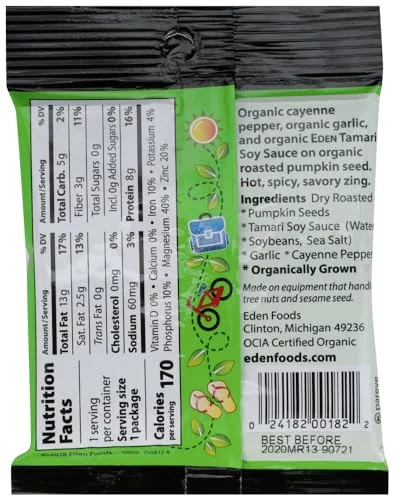 Nutrition
Facts
1 serving
per container
Serving size
1 package
Calories 170
per serving
Amount/Serving % DV
Total Fat 13g 17%
Sat. Fat 2.5g 13%
Trans Fat 0g
Cholesterol 0mg 0%
Sodium 60mg 3%
Amount/Serving % DV
Total Carb. 5g 2%
Fiber 3g 11%
Total Sugars 0g
Incl. 0g Added Sugars 0%
Protein 8g 16%
Vitamin D 0% • Calcium 0% • Iron 10% • Potassium 4%
Phosphorus 10% • Magnesium 40% • Zinc 20%
©2018 Eden Foods
Organic cayenne
pepper, organic garlic,
and organic EDEN Tamari
Soy Sauce on organic
roasted pumpkin seed.
Hot, spicy, savory zing.
Ingredients Dry Roasted
*Pumpkin Seeds
*Tamari Soy Sauce (Water
*Soybeans, Sea Salt)
*Garlic *Cayenne Pepper
*Organically Grown
Made on equipment that handl
tree nuts and sesame seed.
Eden Foods
Clinton, Michigan 49236
OCIA Certified Organic
edenfoods.com
pareve
0 24182 00182 2
BEST BEFORE
2020MR13-90721